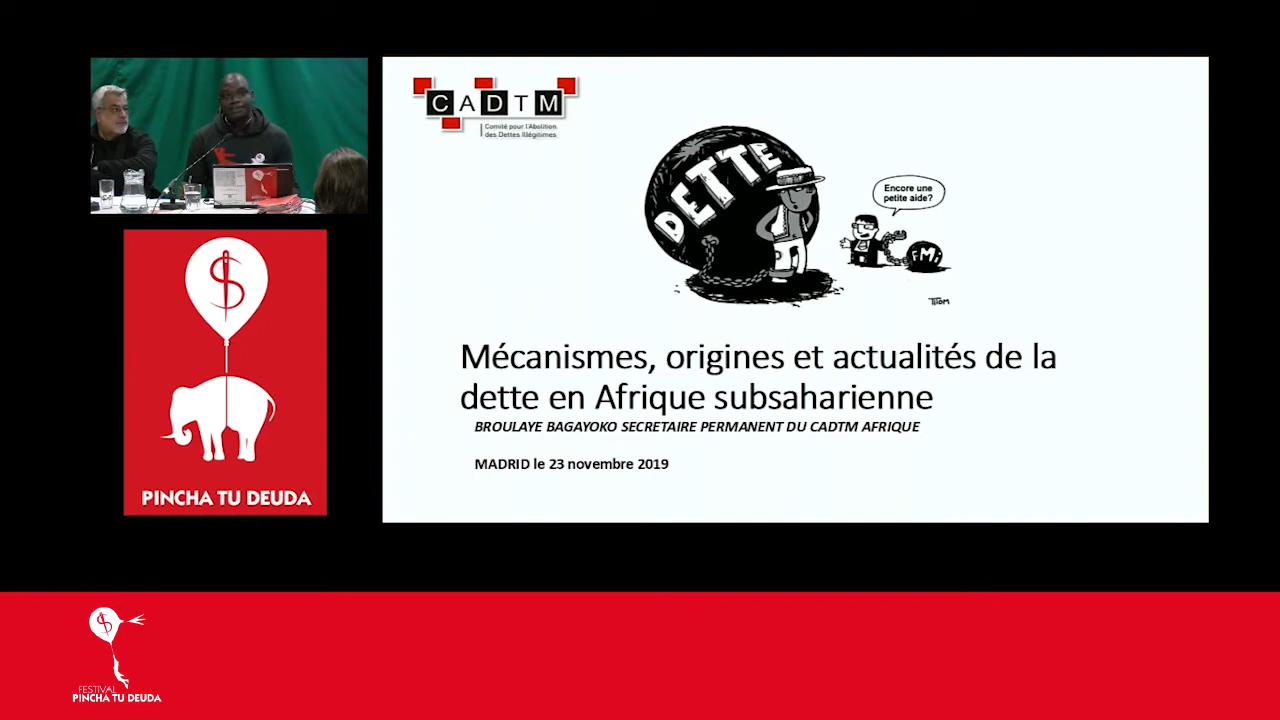 CADTM
Comité pour l'Abolition
des Dettes Illégitimes
DETTE
Encore une
petite aide?
F.M.I
TITOM
Mécanismes, origines et actualités de la
dette en Afrique subsaharienne
BROULAYE BAGAYOKO SECRETAIRE PERMANENT DU CADTM AFRIQUE
MADRID le 23 novembre 2019
$
PINCHA TU DEUDA
$
FESTIVAL
PINCHA TU DEUDA